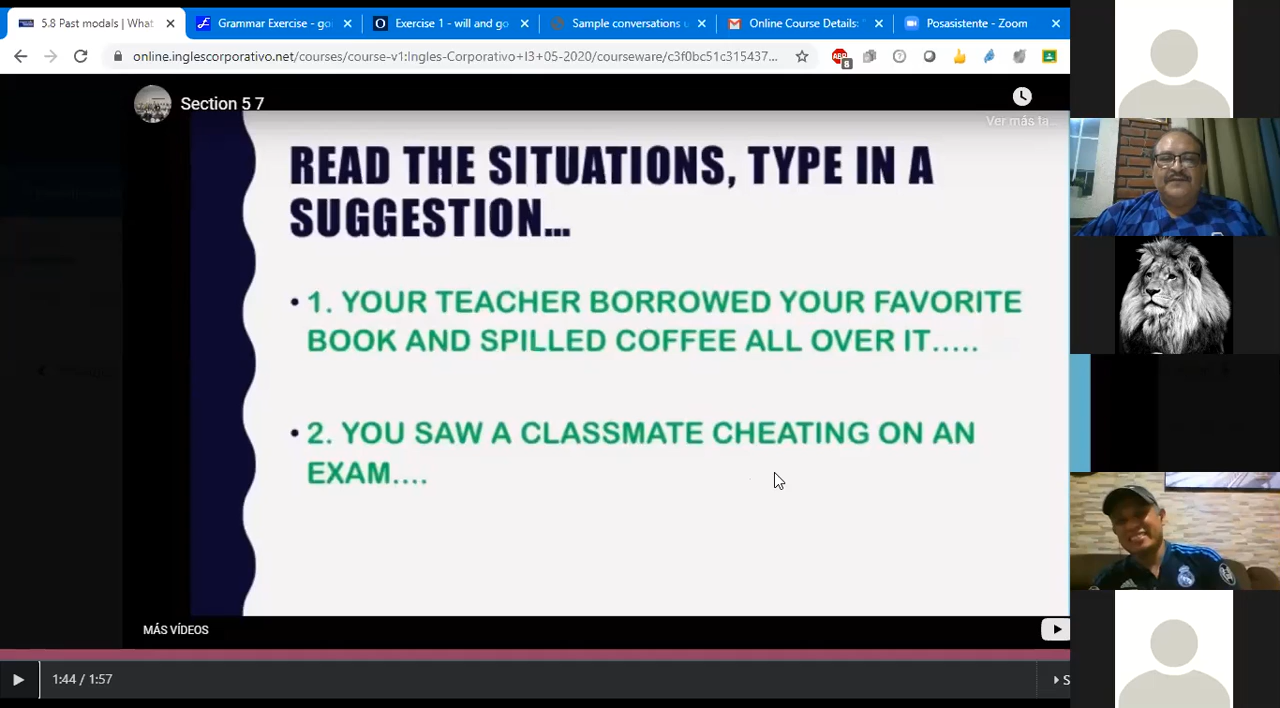 5.8 Past modals | What
Grammar Exercise - go
Exercise 1 - will and go
Sample conversations u
Online Course Details:
Posasistente - Zoom
online.inglescorporativo.net/courses/course-v1:Ingles-Corporativo+I3+05-2020/courseware/c3f0bc51c315437...
ABP
8
Section 5 7
Ver más ta...
READ THE SITUATIONS, TYPE IN A
SUGGESTION...
• 1. YOUR TEACHER BORROWED YOUR FAVORITE
BOOK AND SPILLED COFFEE ALL OVER IT.....
• 2. YOU SAW A CLASSMATE CHEATING ON AN
EXAM....
MÁS VÍDEOS
1:44 / 1:57
S